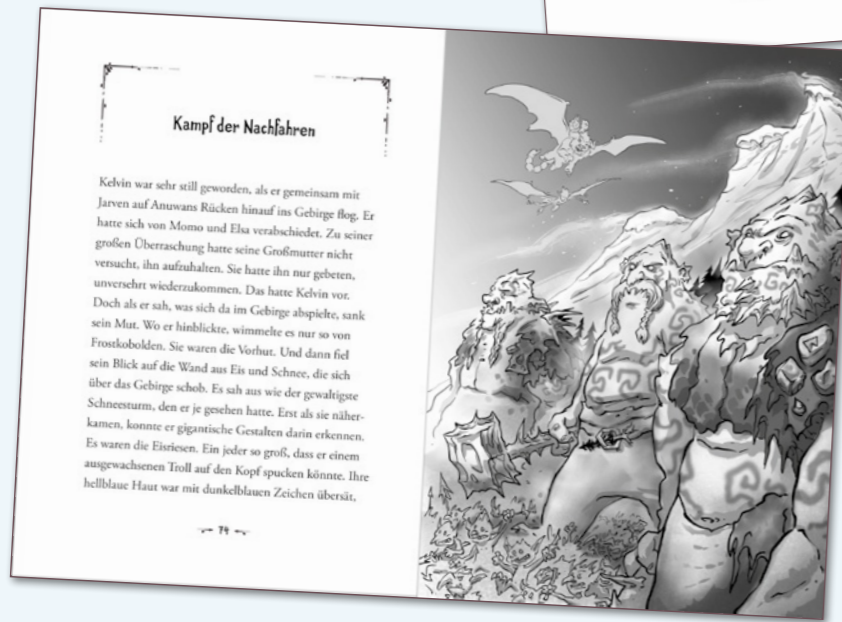 Kampf der Nachfahren
Kelvin war sehr still geworden, als er gemeinsam mit
Jarven auf Anuwans Rücken hinauf ins Gebirge flog. Er
hatte sich von Momo und Elsa verabschiedet. Zu seiner
großen Überraschung hatte seine Großmutter nicht
versucht, ihn aufzuhalten. Sie hatte ihn nur gebeten,
unversehrt wiederzukommen. Das hatte Kelvin vor.
Doch als er sah, was sich da im Gebirge abspielte, sank
sein Mut. Wo er hinblickte, wimmelte es nur so von
Frostkobolden. Sie waren die Vorhut. Und dann fiel
sein Blick auf die Wand aus Eis und Schnee, die sich
über das Gebirge schob. Es sah aus wie der gewaltigste
Schneesturm, den er je gesehen hatte. Erst als sie näher-
kamen, konnte er gigantische Gestalten darin erkennen.
Es waren die Eisriesen. Ein jeder so groß, dass er einem
ausgewachsenen Troll auf den Kopf spucken könnte. Ihre
hellblaue Haut war mit dunkelblauen Zeichen übersät,
74